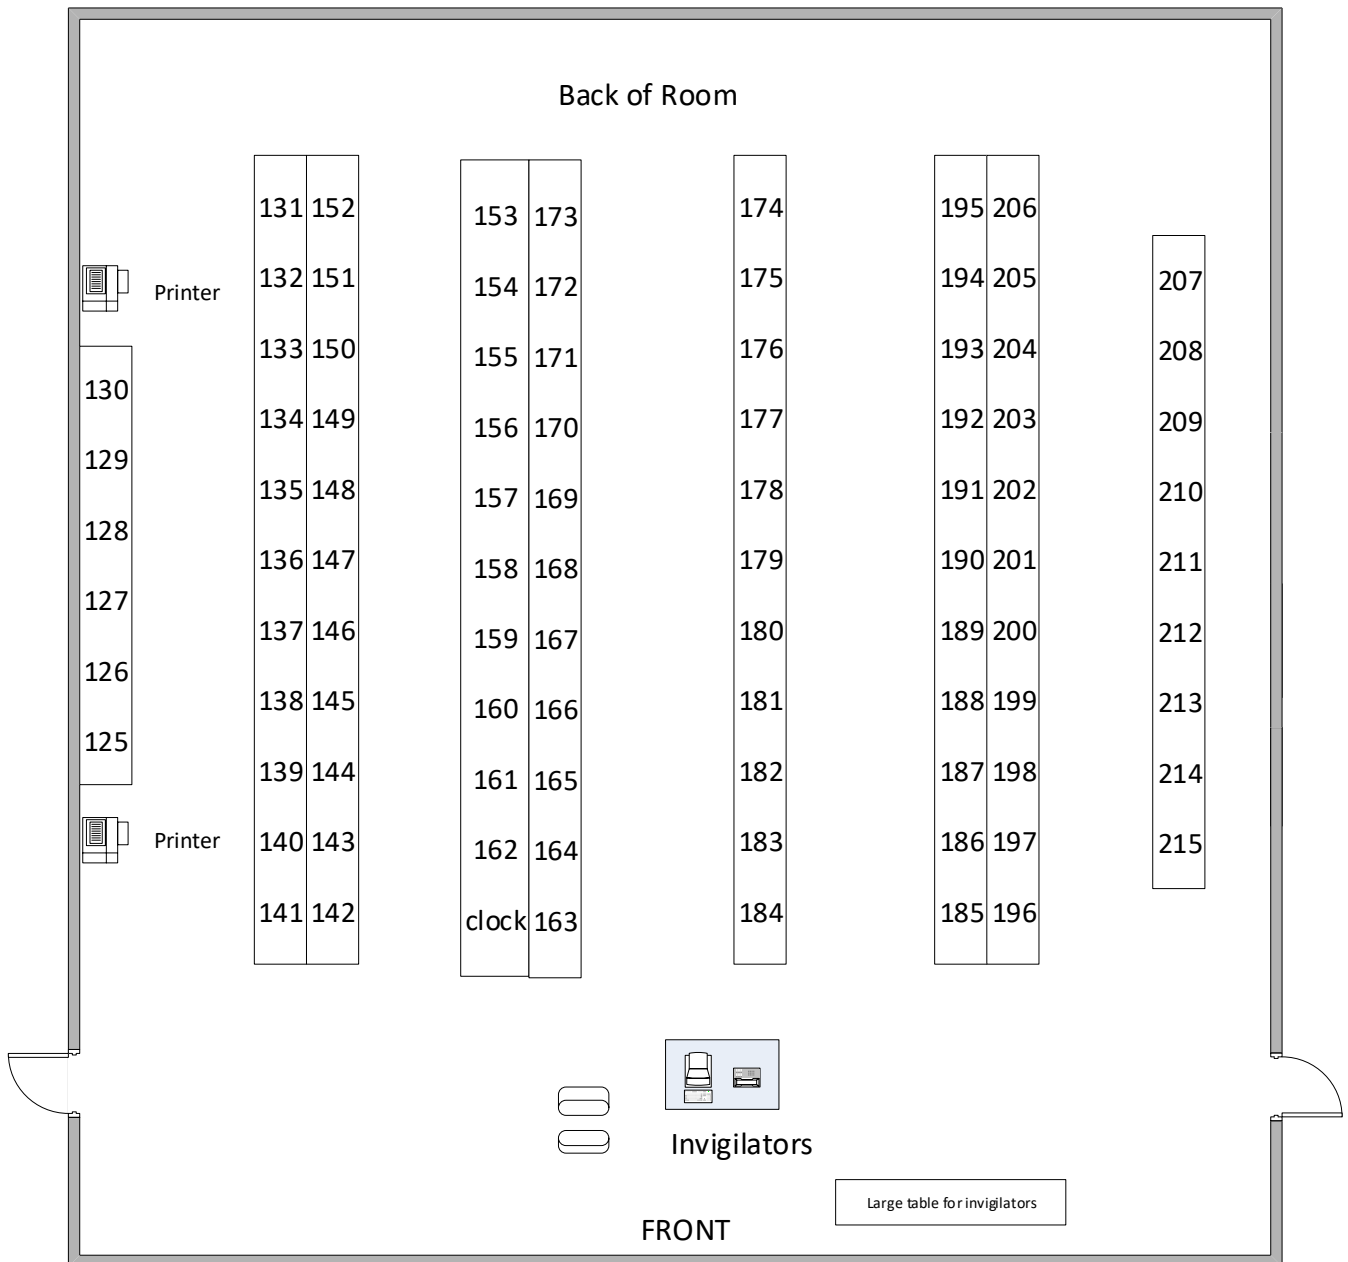 Back of Room
131 152 174 195 206
153 173
132 151 175 194 205
207
154 172
Printer
133 150 176 193 204
208
155 171
130
134 149 177 192 203
209
156 170
129
135 148 178 191 202
210
157 169
128
136 147 179 190 201
211
158 168
127
137 146 180 189 200
212
159 167
126
138 145 181 188 199
213
160 166
125
139 144 182 187 198
214
161 165
Printer
140 143 183 186 197
215
162 164
141 142 184 185 196
clock 163
Invigilators
Large table for invigilators
FRONT